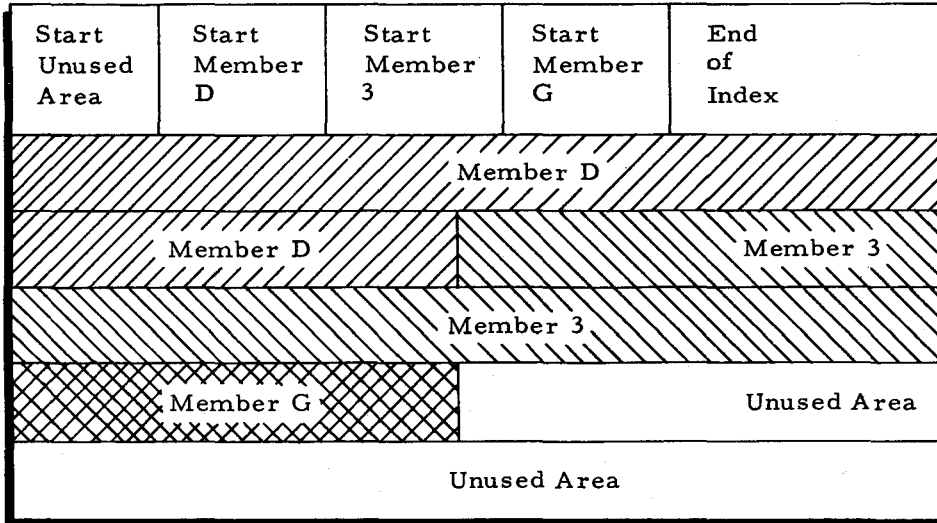 Start Unused Area
Start Member D
Start Member 3
Start Member G
End of Index
Member D
Member D
Member 3
Member 3
Member G
Unused Area
Unused Area